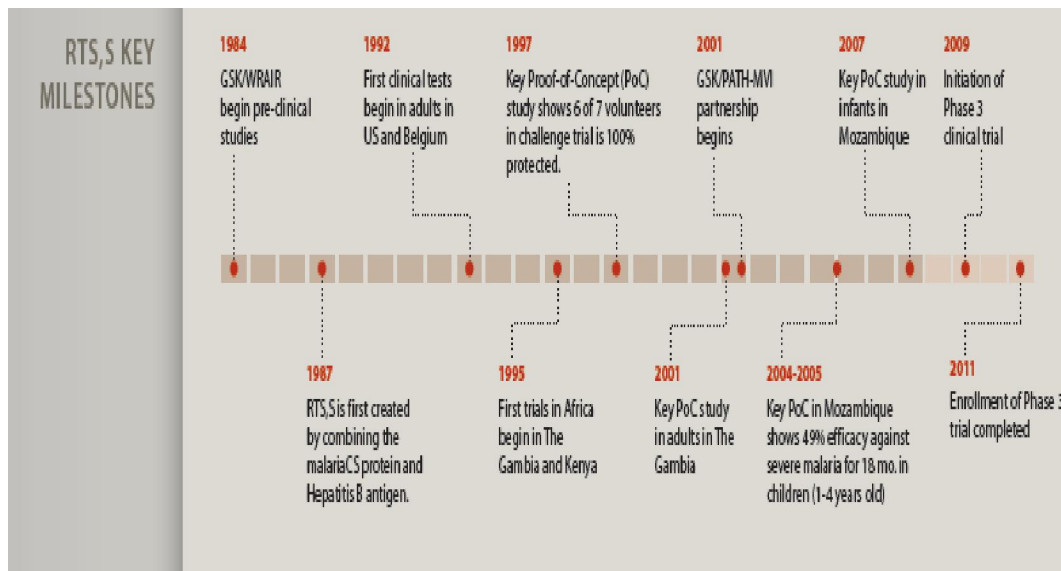 RTS,S KEY
MILESTONES
1984
GSK/WRAIR
begin pre-clinical
studies
1992
First clinical tests
begin in adults in
US and Belgium
1997
Key Proof-of-Concept (PoC)
study shows 6 of 7 volunteers
in challenge trial is 100%
protected.
2001
GSK/PATH-MVI
partnership
begins
2007
Key PoC study in
infants in
Mozambique
2009
Initiation of
Phase 3
clinical trial
1987
RTS,S is first created
by combining the
malariaCS protein and
Hepatitis B antigen.
1995
First trials in Africa
begin in The
Gambia and Kenya
2001
Key PoC study
in adults in The
Gambia
2004-2005
Key PoC in Mozambique
shows 49% efficacy against
severe malaria for 18 mo. in
children (1-4 years old)
2011
Enrollment of Phase 3
trial completed